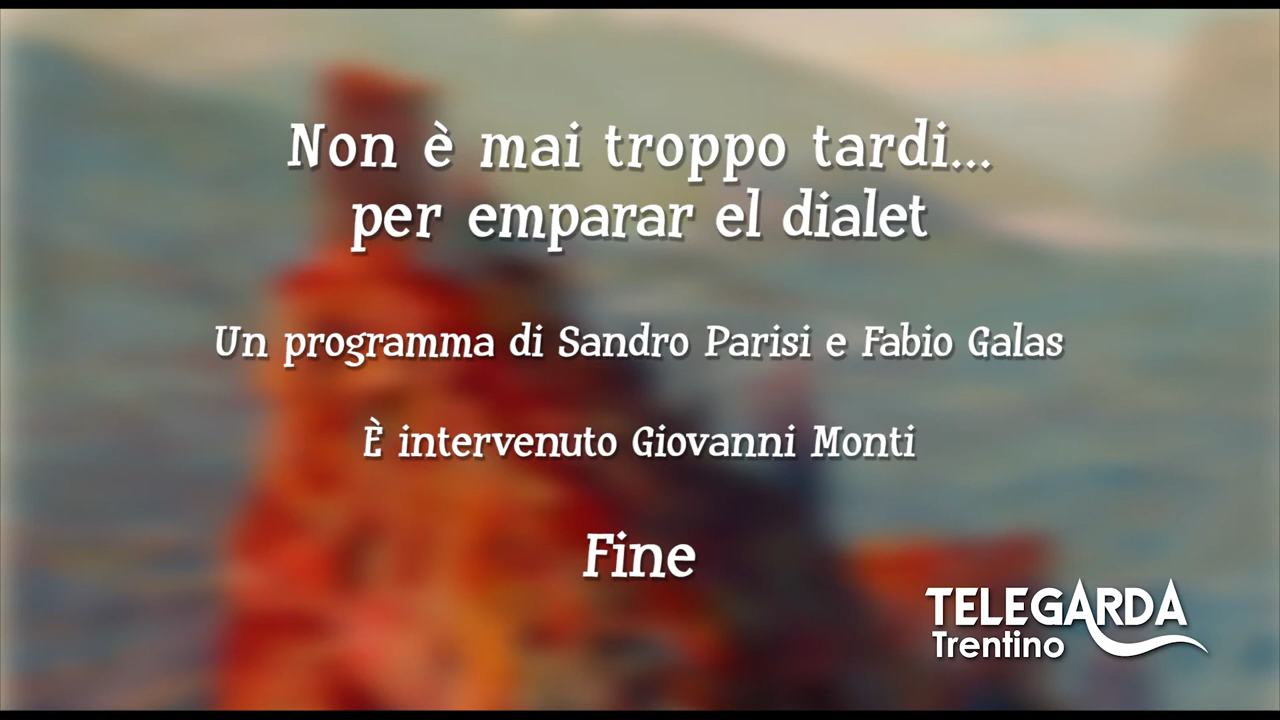 Non è mai troppo tardi...
per emparar el dialet
Un programma di Sandro Parisi e Fabio Galas
È intervenuto Giovanni Monti
Fine
TELEGARDA
Trentino